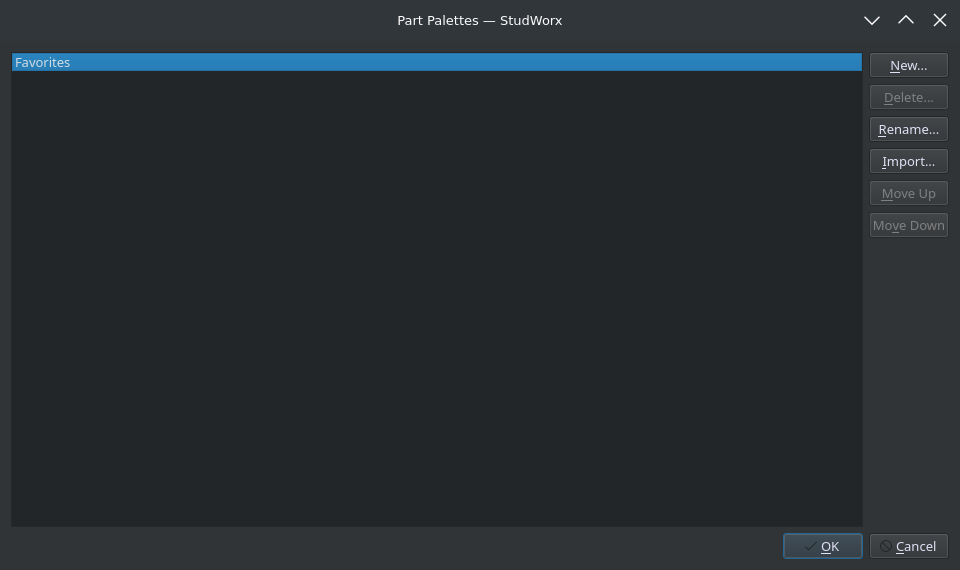 Part Palettes — StudWorx
Favorites
New...
Delete...
Rename...
Import...
Move Up
Move Down
OK
Cancel